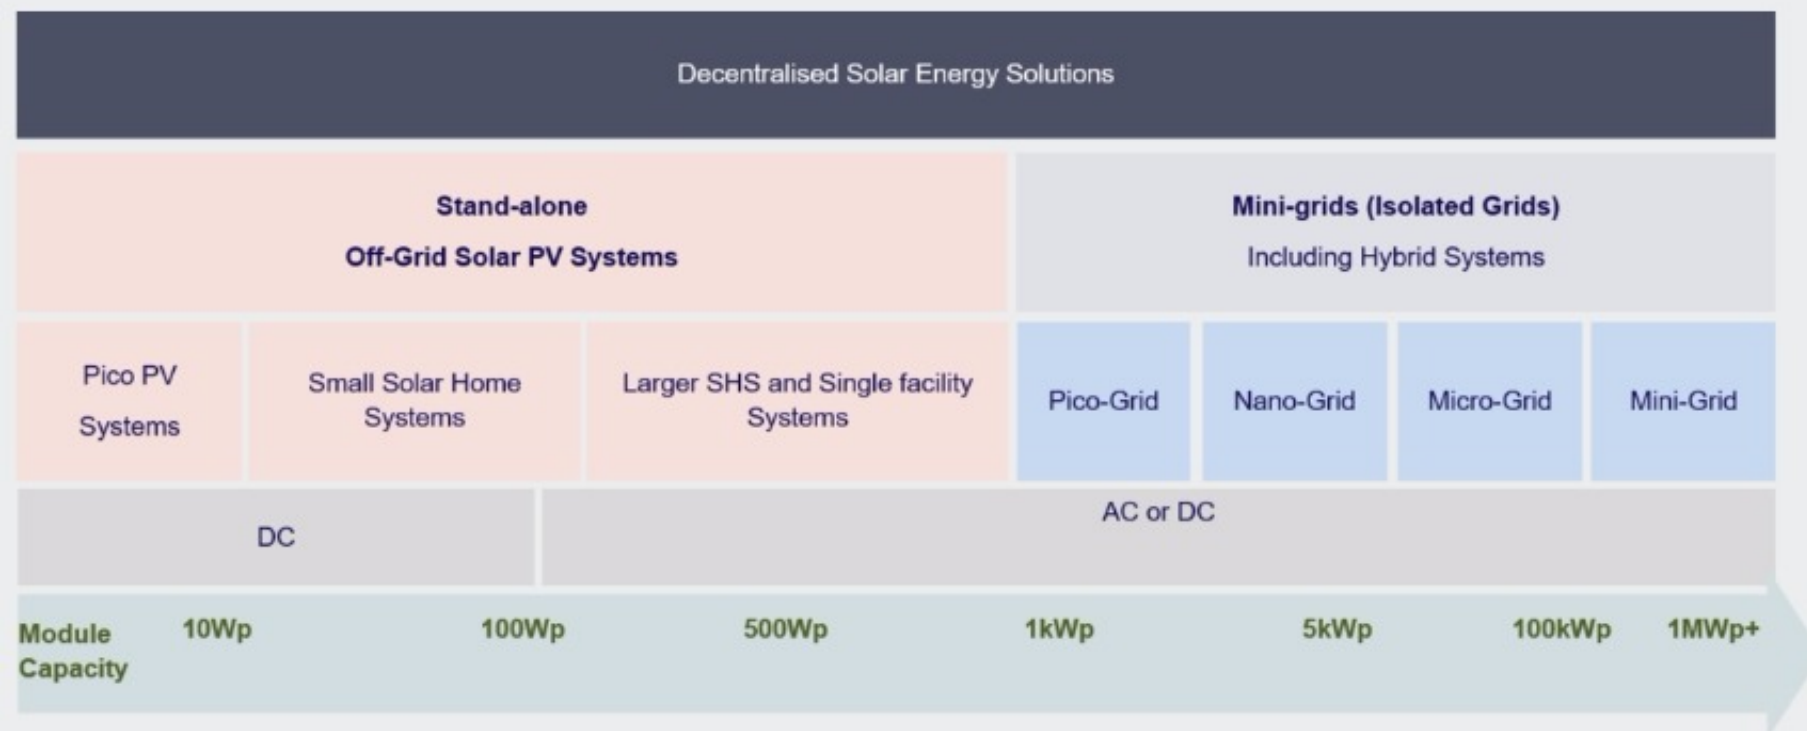 Decentralised Solar Energy Solutions
Stand-alone
Off-Grid Solar PV Systems
Mini-grids (Isolated Grids)
Including Hybrid Systems
Pico PV
Systems
Small Solar Home
Systems
Larger SHS and Single facility
Systems
Pico-Grid
Nano-Grid
Micro-Grid
Mini-Grid
DC
AC or DC
Module
Capacity
10Wp
100Wp
500Wp
1kWp
5kWp
100kWp
1MWp+